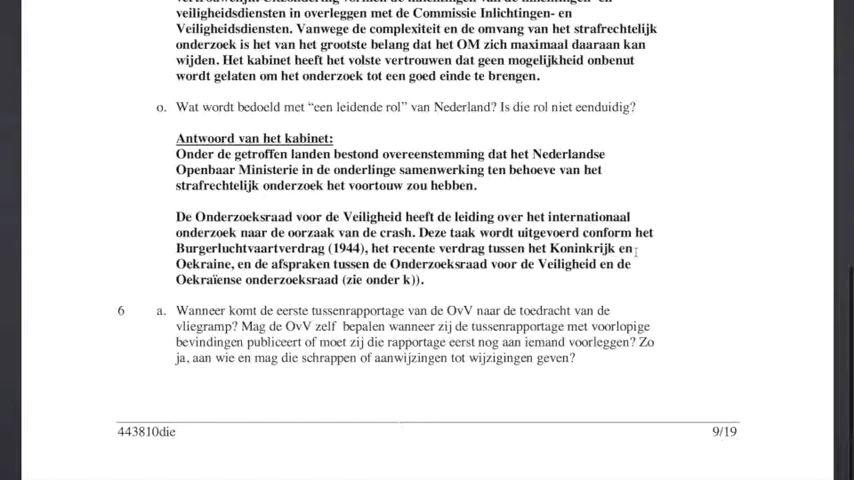 veiligheidsdiensten in overleggen met de Commissie Inlichtingen- en
Veiligheidsdiensten. Vanwege de complexiteit en de omvang van het strafrechtelijk
onderzoek is het van het grootste belang dat het OM zich maximaal daaraan kan
wijden. Het kabinet heeft het volste vertrouwen dat geen mogelijkheid onbenut
wordt gelaten om het onderzoek tot een goed einde te brengen.
o. Wat wordt bedoeld met “een leidende rol” van Nederland? Is die rol niet eenduidig?
Antwoord van het kabinet:
Onder de getroffen landen bestond overeenstemming dat het Nederlandse
Openbaar Ministerie in de onderlinge samenwerking ten behoeve van het
strafrechtelijk onderzoek het voortouw zou hebben.
De Onderzoeksraad voor de Veiligheid heeft de leiding over het internationaal
onderzoek naar de oorzaak van de crash. Deze taak wordt uitgevoerd conform het
Burgerluchtvaartverdrag (1944), het recente verdrag tussen het Koninkrijk en
Oekraine, en de afspraken tussen de Onderzoeksraad voor de Veiligheid en de
Oekraïense onderzoeksraad (zie onder k)).
6 a. Wanneer komt de eerste tussenrapportage van de OvV naar de toedracht van de
vliegramp? Mag de OvV zelf bepalen wanneer zij de tussenrapportage met voorlopige
bevindingen publiceert of moet zij die rapportage eerst nog aan iemand voorleggen? Zo
ja, aan wie en mag die schrappen of aanwijzingen tot wijzigingen geven?
443810die 9/19